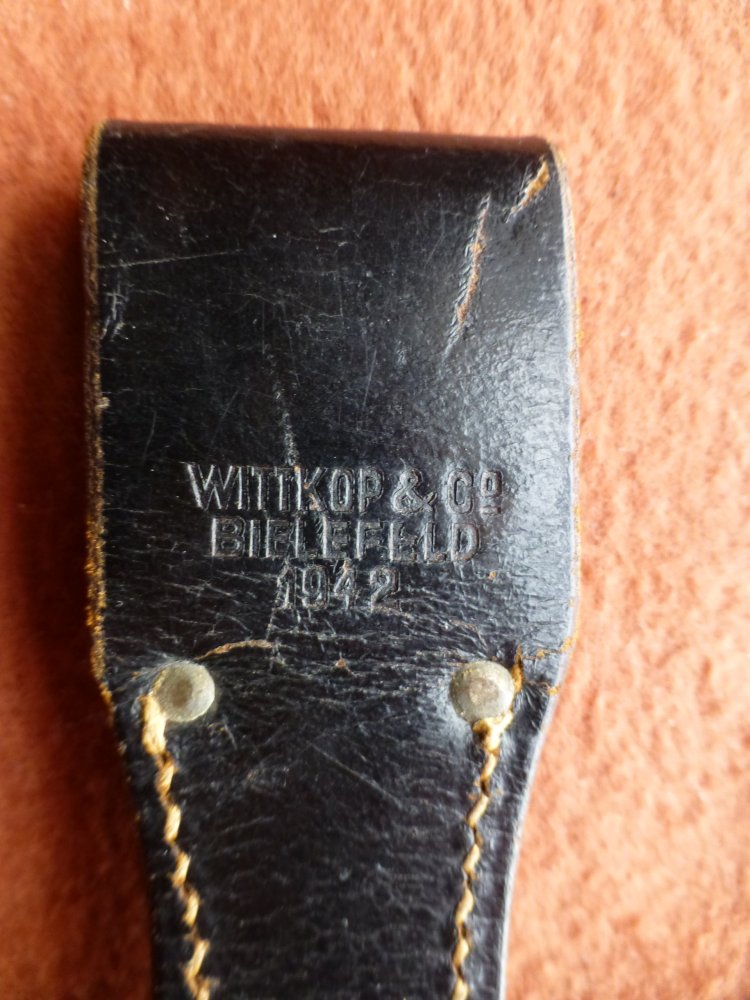 WITTKOP & Cº
BIELEFELD
1942